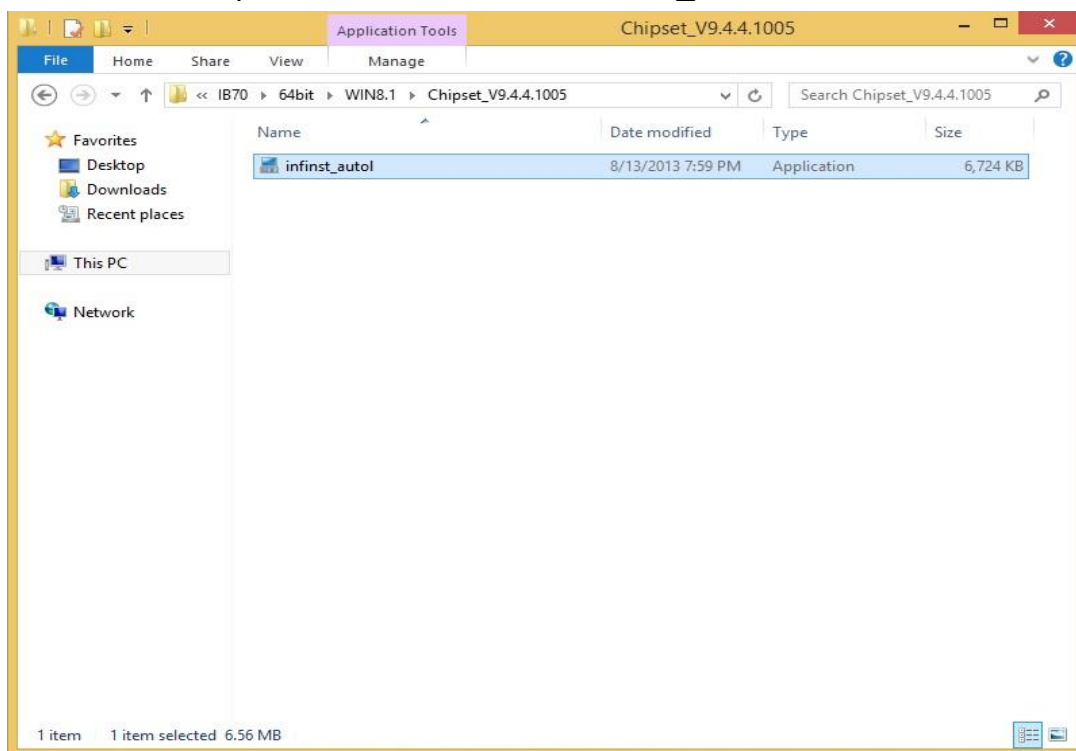 Application Tools Chipset_V9.4.4.1005
File Home Share View Manage
« IB70 64bit WIN8.1 Chipset_V9.4.4.1005 Search Chipset_V9.4.4.1005
Name Date modified Type Size
Favorites
infinst_autol 8/13/2013 7:59 PM Application 6,724 KB
Desktop
Downloads
Recent places
This PC
Network
1 item 1 item selected 6.56 MB